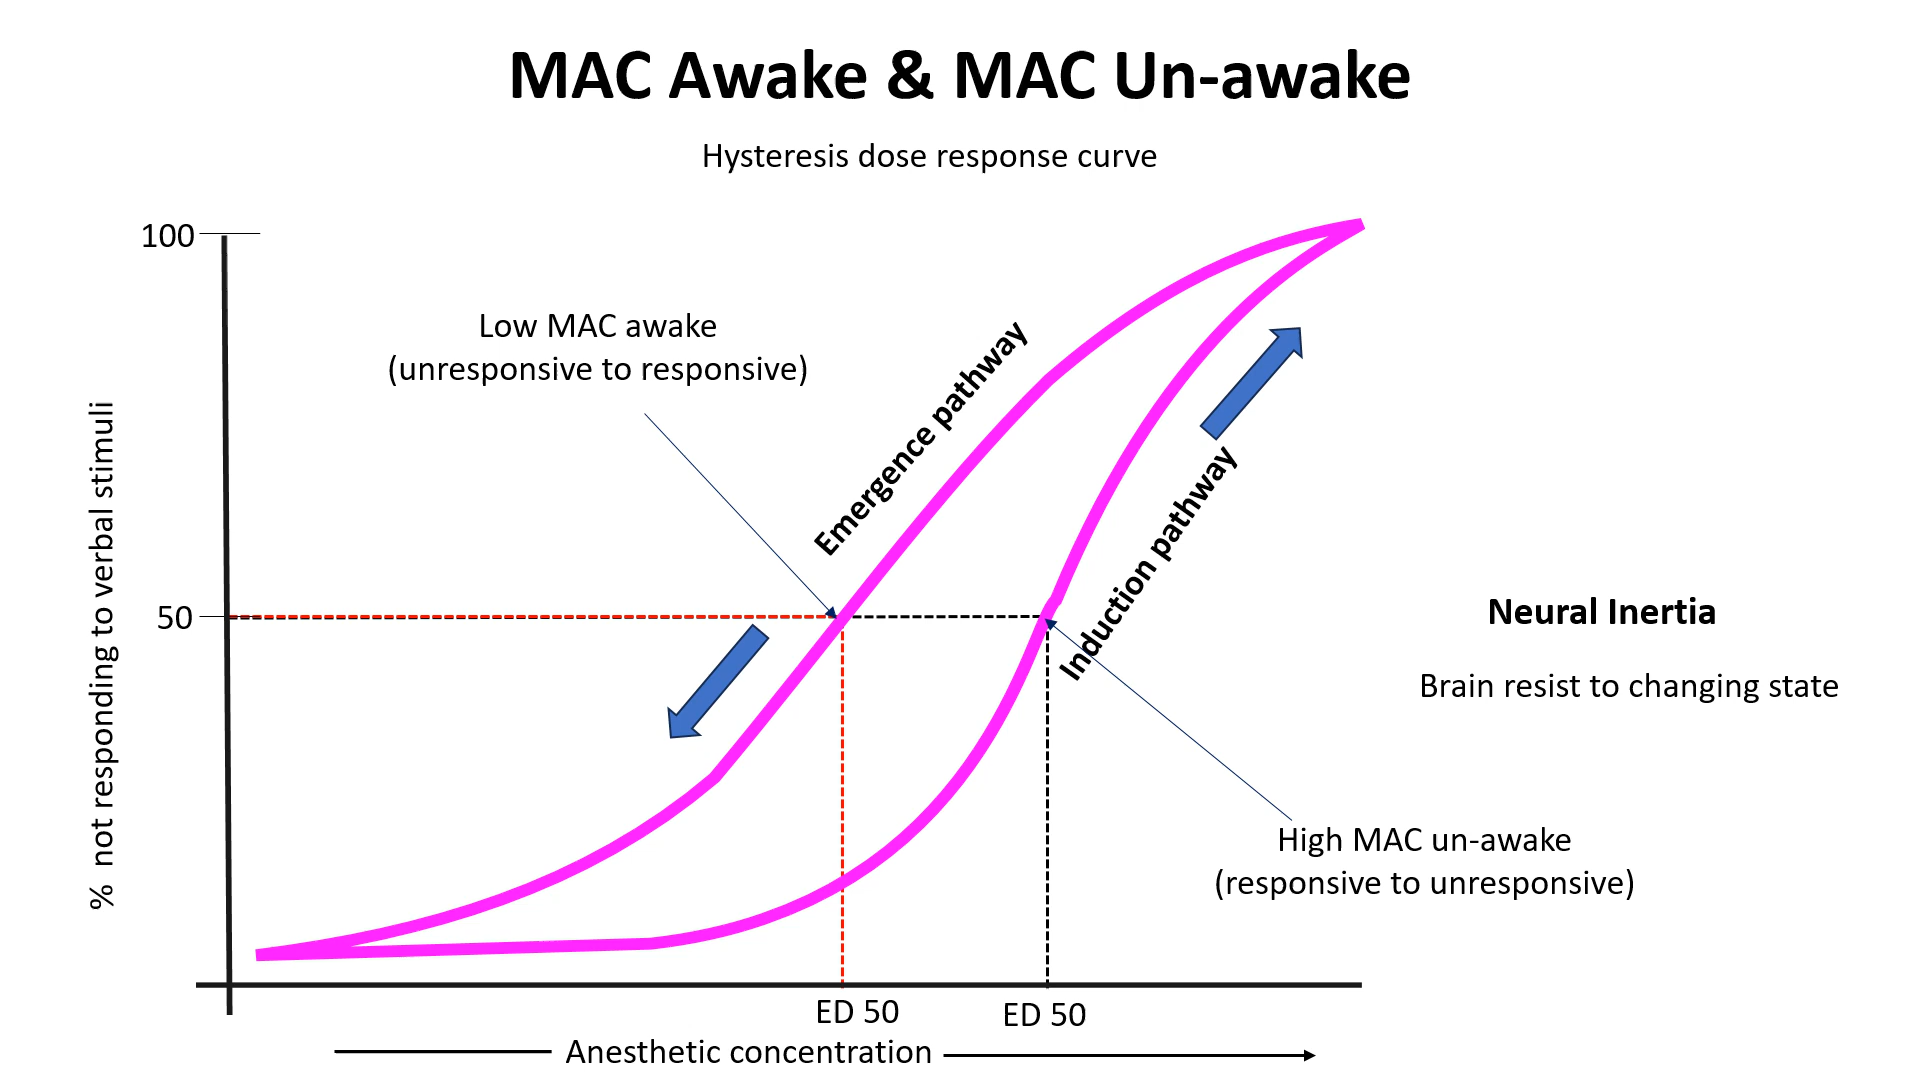 MAC Awake & MAC Un-awake
Hysteresis dose response curve
100
Low MAC awake
(unresponsive to responsive)
Emergence pathway
Induction pathway
% not responding to verbal stimuli
50
Neural Inertia
Brain resist to changing state
High MAC un-awake
(responsive to unresponsive)
ED 50
ED 50
Anesthetic concentration